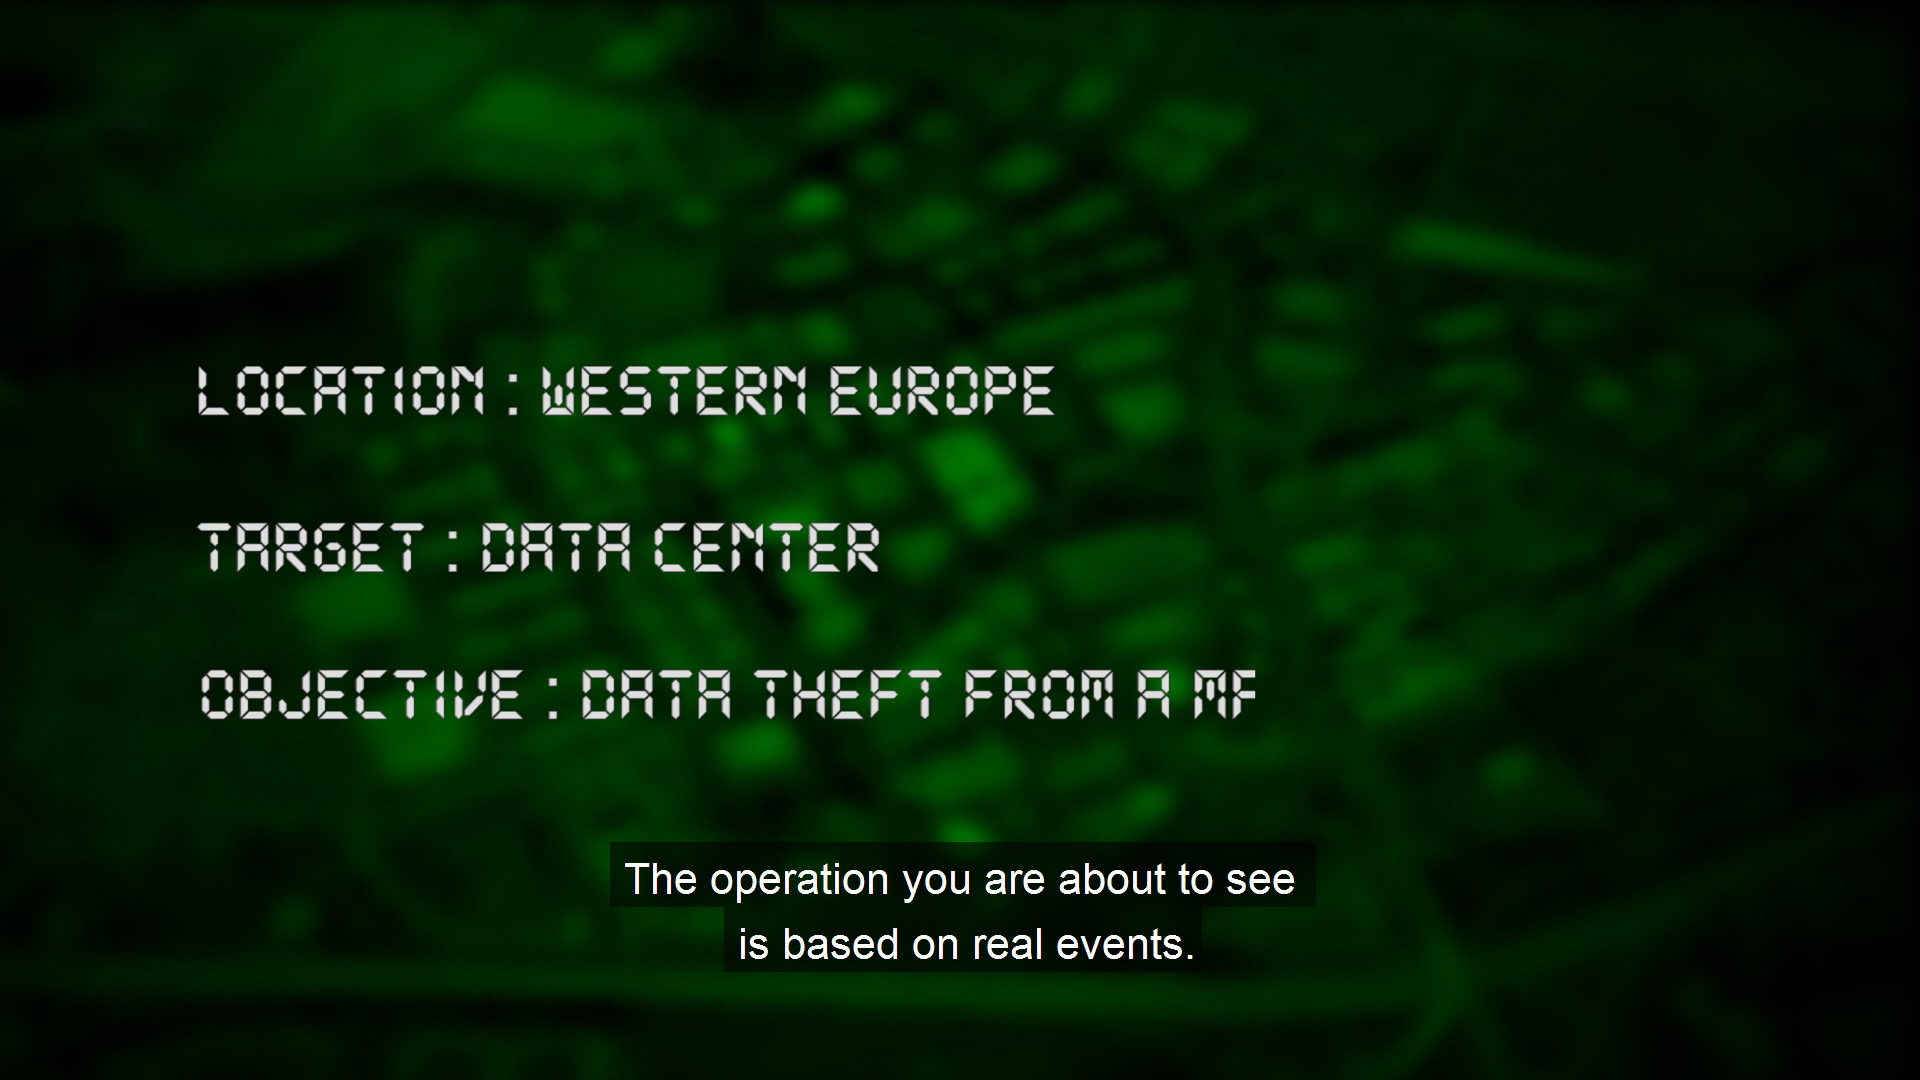 LOCATION : WESTERN EUROPE
TARGET : DATA CENTER
OBJECTIVE : DATA THEFT FROM A MF
The operation you are about to see
is based on real events.